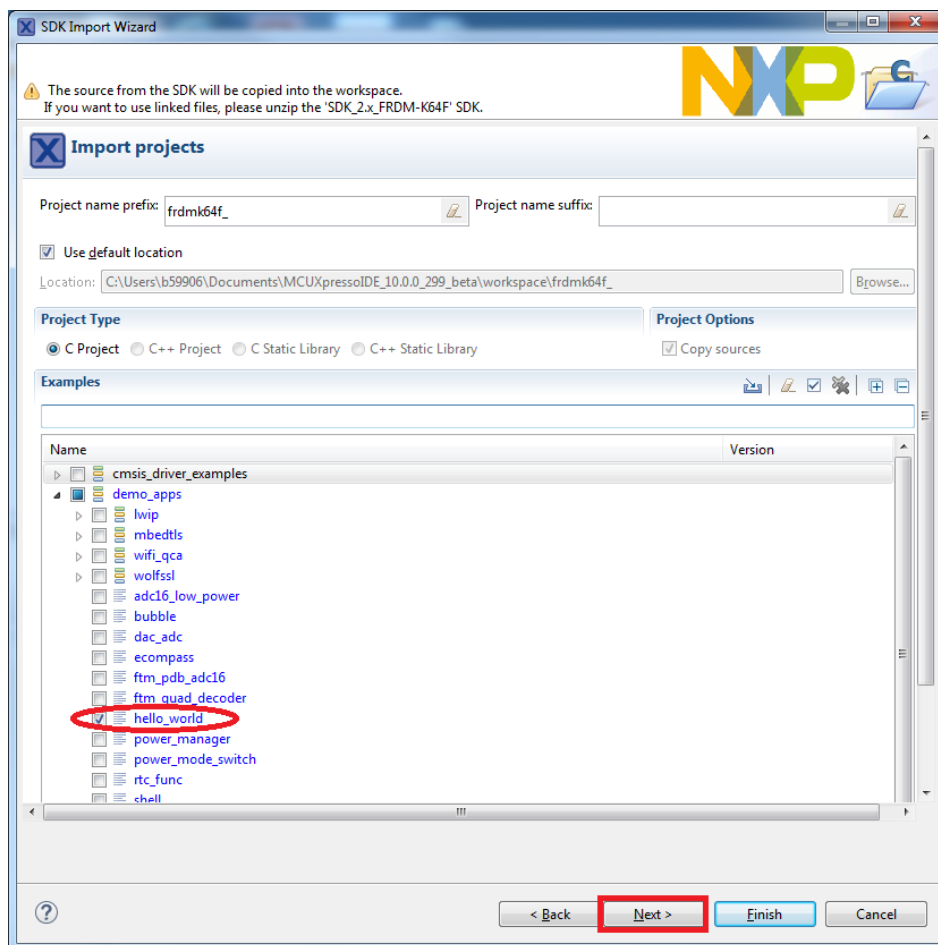 SDK Import Wizard
The source from the SDK will be copied into the workspace.
If you want to use linked files, please unzip the 'SDK_2.x_FRDM-K64F' SDK.
NXP
Import projects
Project name prefix: frdmk64f_ Project name suffix:
Use default location
Location: C:\Users\b59906\Documents\MCUXpressoIDE_10.0.0_299_beta\workspace\frdmk64f_ Browse...
Project Type Project Options
C Project C++ Project C Static Library C++ Static Library Copy sources
Examples
Name Version
cmsis_driver_examples
demo_apps
lwip
mbedtls
wifi_qca
wolfssl
adc16_low_power
bubble
dac_adc
ecompass
ftm_pdb_adc16
ftm_quad_decoder
hello_world
power_manager
power_mode_switch
rtc_func
shell
? < Back Next > Finish Cancel